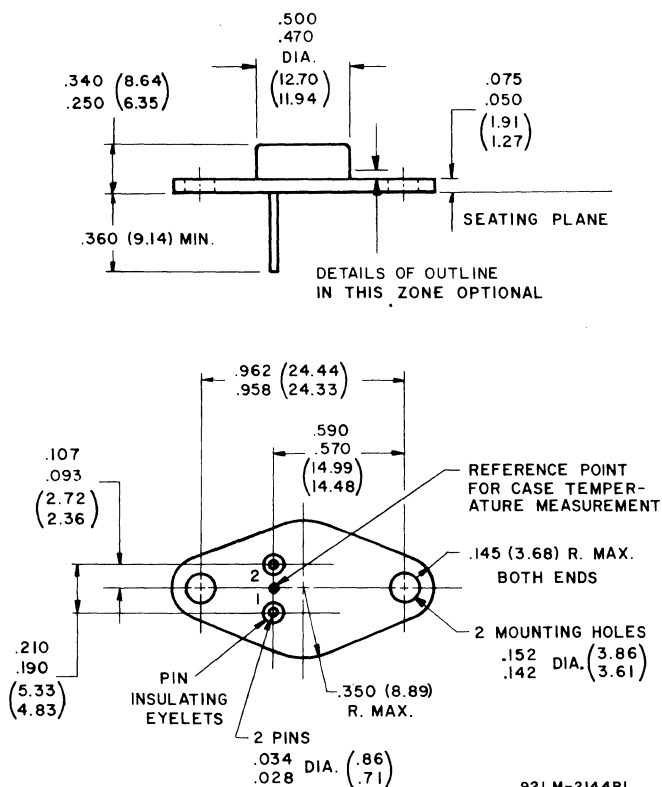 .500
.470
DIA.
(12.70
11.94)
.340 (8.64
.250 6.35)
.075
.050
(1.91
1.27)
SEATING PLANE
.360 (9.14) MIN.
DETAILS OF OUTLINE
IN THIS ZONE OPTIONAL
.962 (24.44
.958 24.33)
.590
.570
(14.99
14.48)
.107
.093
(2.72
2.36)
REFERENCE POINT
FOR CASE TEMPER-
ATURE MEASUREMENT
.145 (3.68) R. MAX.
BOTH ENDS
2
1
2 MOUNTING HOLES
.152
.142 DIA. (3.86
3.61)
.210
.190
(5.33
4.83)
PIN
INSULATING
EYELETS
.350 (8.89)
R. MAX.
2 PINS
.034
.028 DIA. (.86
.71)